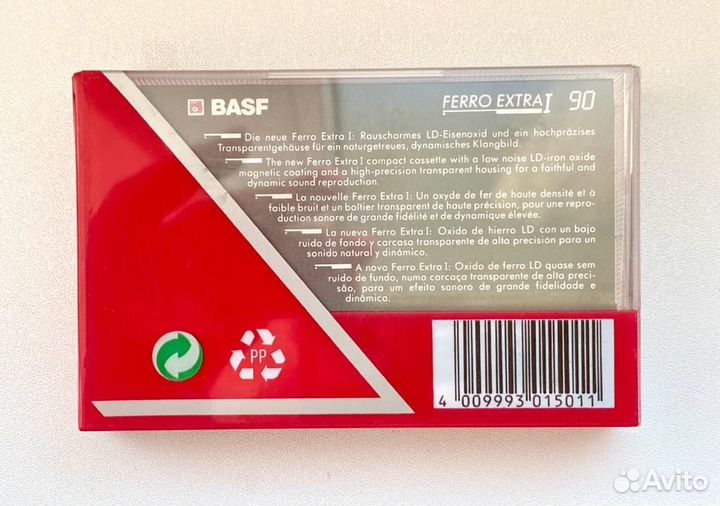 BASF
FERRO EXTRA I 90
Die neue Ferro Extra I: Rauscharmes LD-Eisenoxid und ein hochpräzises
Transparentgehäuse für ein naturgetreues, dynamisches Klangbild.
The new Ferro Extra I compact cassette with a low noise LD-iron oxide
magnetic coating and a high-precision transparent housing for a faithful and
dynamic sound reproduction.
La nouvelle Ferro Extra I: Un oxyde de fer de haute densité et à
faible bruit et un boîtier transparent de haute précision, pour une repro-
duction sonore de grande fidélité et de dynamique élevée.
La nueva Ferro Extra I: Oxido de hierro LD con un bajo
ruido de fondo y carcasa transparente de alta precisión para un
sonido natural y dinámico.
A nova Ferro Extra I: Oxido de ferro LD quase sem
ruído de fundo, numa carcaça transparente de alta preci-
são, para um efeito sonoro de grande fidelidade e
dinâmico.
PP
4 009993 015011
Avito